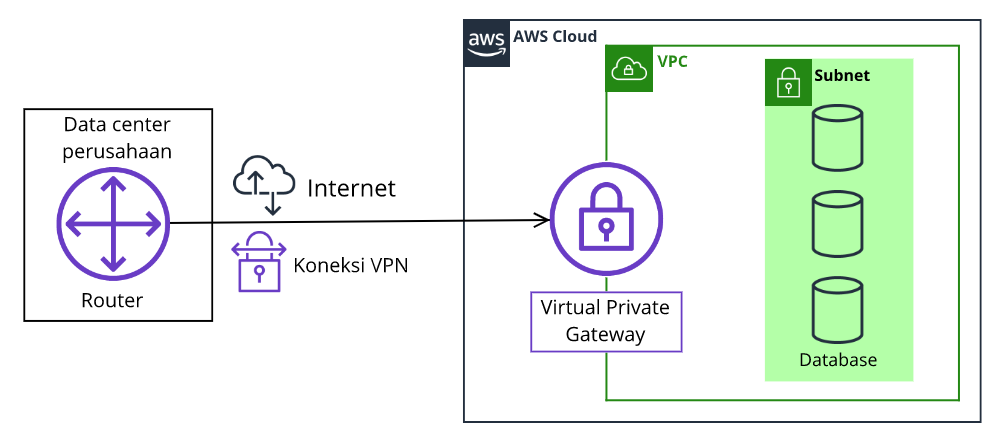 aws
AWS Cloud
VPC
Subnet
Data center
perusahaan
Router
Internet
Koneksi VPN
Virtual Private
Gateway
Database